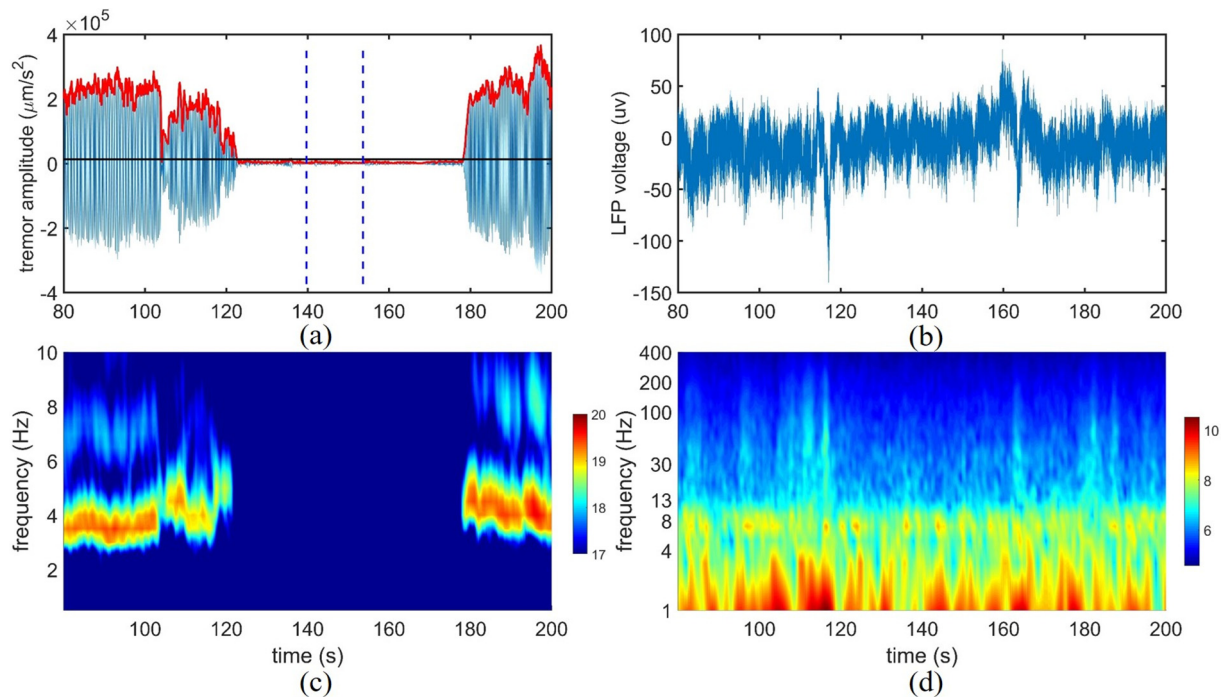 ×10⁵
4
2
0
-2
-4
tremor amplitude (μm/s²)
80 100 120 140 160 180 200
(a)
100
50
0
-50
-100
-150
LFP voltage (uv)
80 100 120 140 160 180 200
(b)
10
8
6
4
2
frequency (Hz)
100 120 140 160 180 200
time (s)
20
19
18
17
(c)
400
200
100
30
13
8
4
1
frequency (Hz)
100 120 140 160 180 200
time (s)
10
8
6
(d)